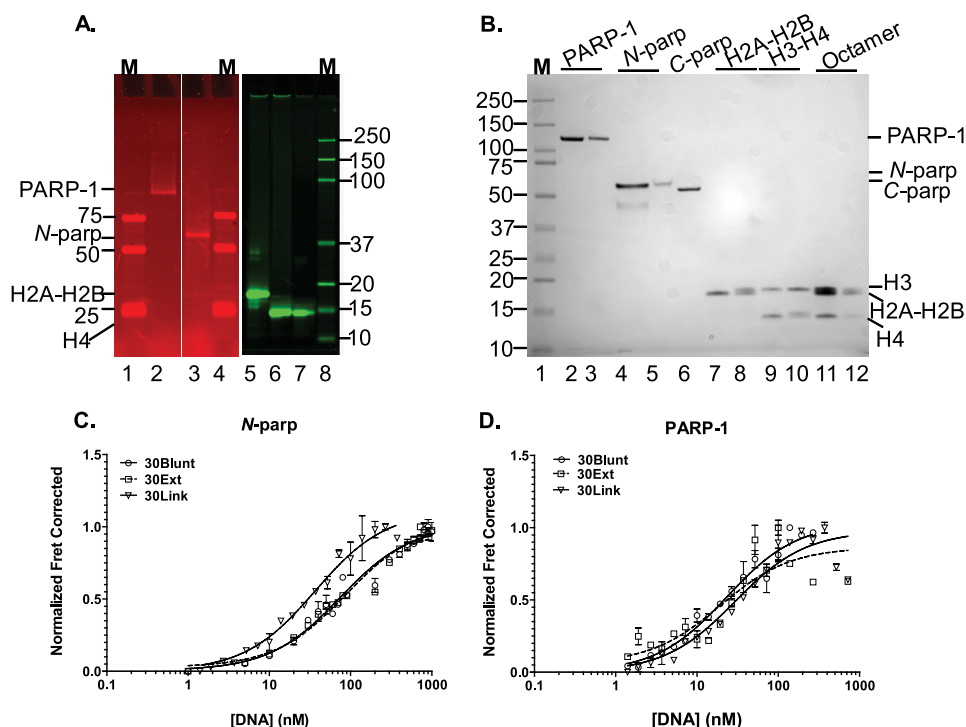 A.
M
M
M
PARP-1
75
N-parp
50
H2A-H2B
25
H4
250
150
100
37
20
15
10
1 2 3 4 5 6 7 8
B.
M
PARP-1
N-parp
C-parp
H2A-H2B
H3-H4
Octamer
250
150
100
75
50
37
25
20
15
10
PARP-1
N-parp
C-parp
H3
H2A-H2B
H4
1 2 3 4 5 6 7 8 9 10 11 12
C.
N-parp
30Blunt
30Ext
30Link
Normalized Fret Corrected
1.5
1.0
0.5
0.0
0.1 1 10 100 1000
[DNA] (nM)
D.
PARP-1
30Blunt
30Ext
30Link
Normalized Fret Corrected
1.5
1.0
0.5
0.0
0.1 1 10 100 1000
[DNA] (nM)